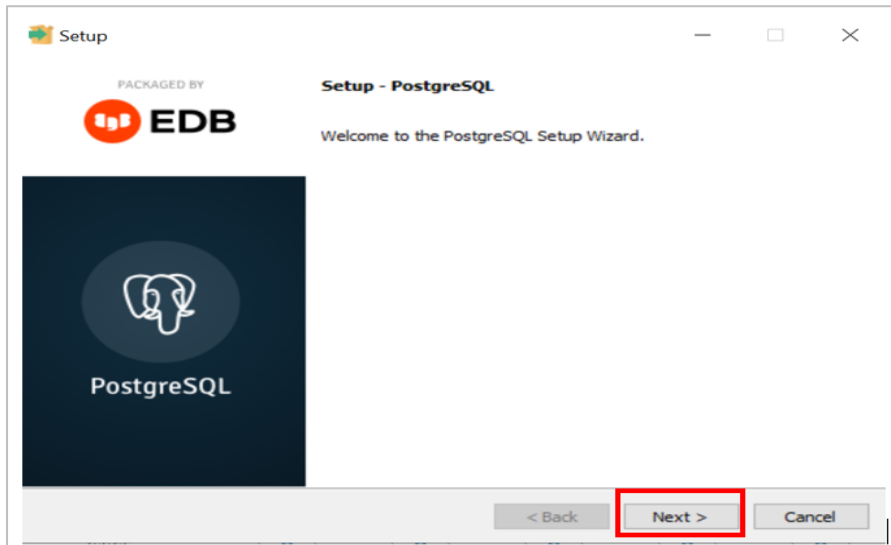 Setup
PACKAGED BY
EDB
Setup - PostgreSQL
Welcome to the PostgreSQL Setup Wizard.
PostgreSQL
< Back
Next >
Cancel